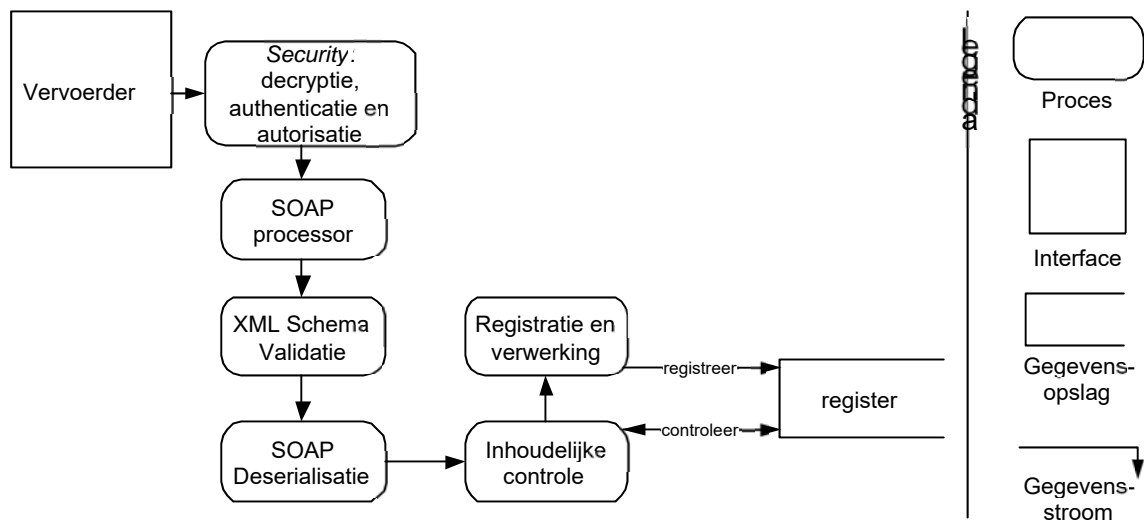 Vervoerder
Security:
decryptie,
authenticatie en
autorisatie
SOAP
processor
XML Schema
Validatie
SOAP
Deserialisatie
Inhoudelijke
controle
Registratie en
verwerking
registreer
controleer
register
Proces
Interface
Gegevens-
opslag
Gegevens-
stroom